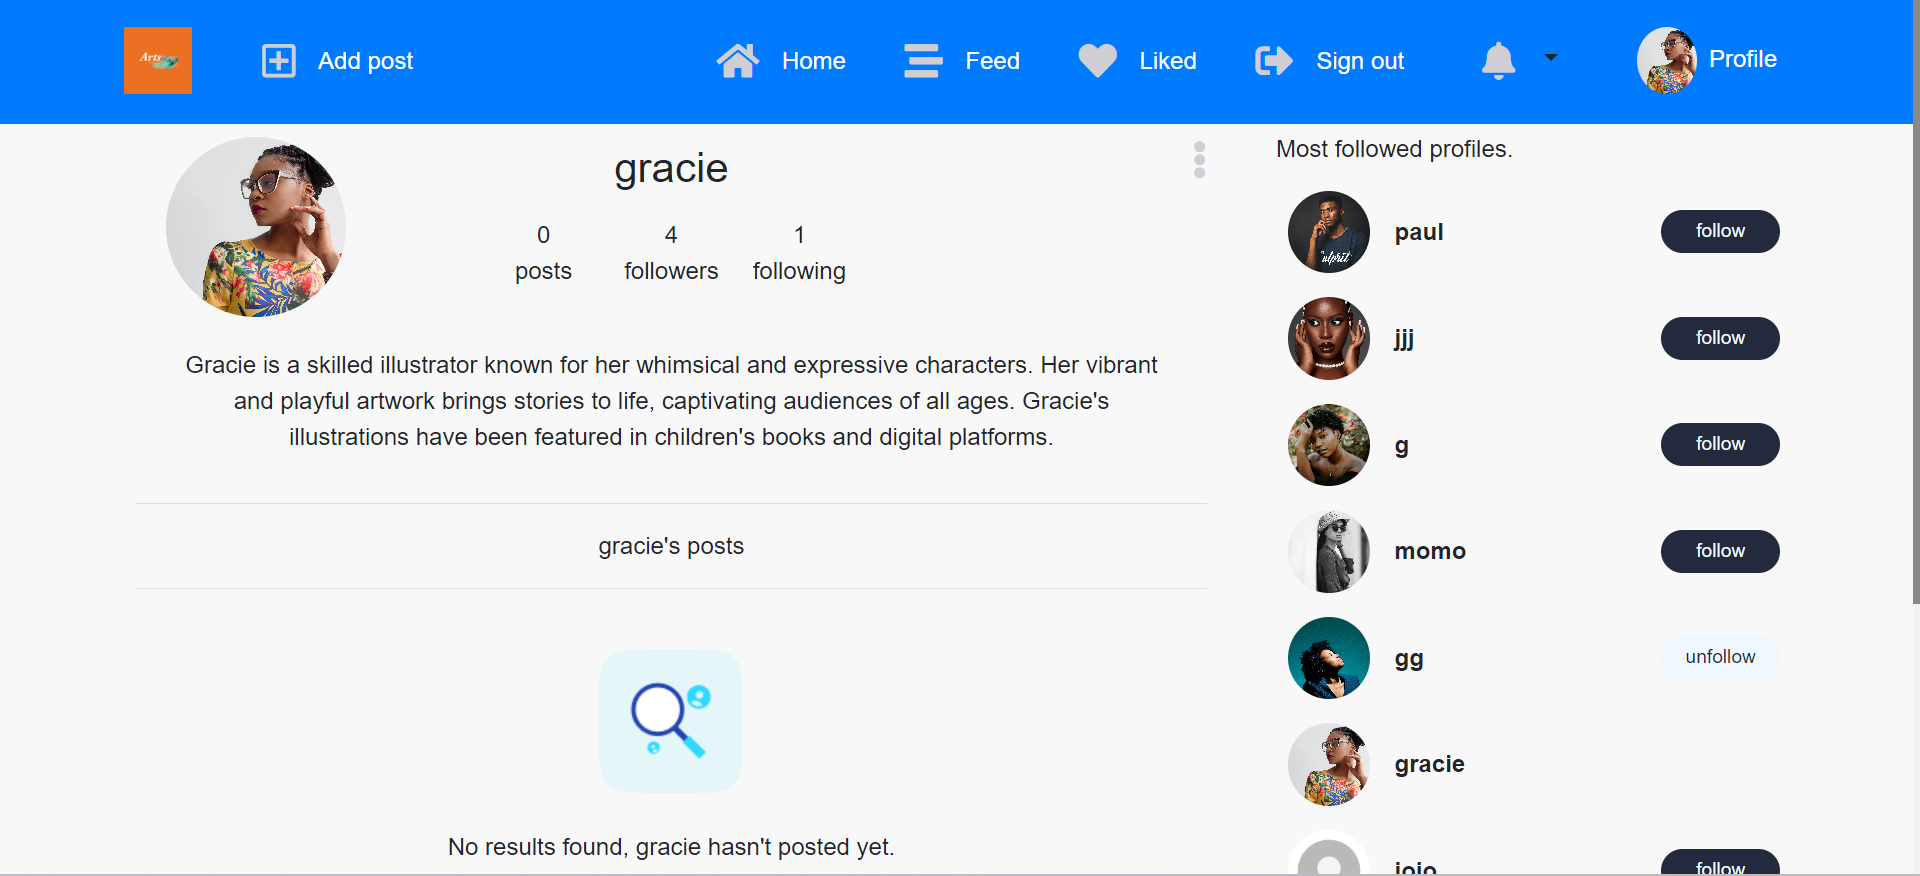 Arts
Add post
Home
Feed
Liked
Sign out
Profile
gracie
0 posts
4 followers
1 following
Gracie is a skilled illustrator known for her whimsical and expressive characters. Her vibrant
and playful artwork brings stories to life, captivating audiences of all ages. Gracie's
illustrations have been featured in children's books and digital platforms.
gracie's posts
No results found, gracie hasn't posted yet.
Most followed profiles.
paul
follow
jjj
follow
g
follow
momo
follow
gg
unfollow
gracie
follow